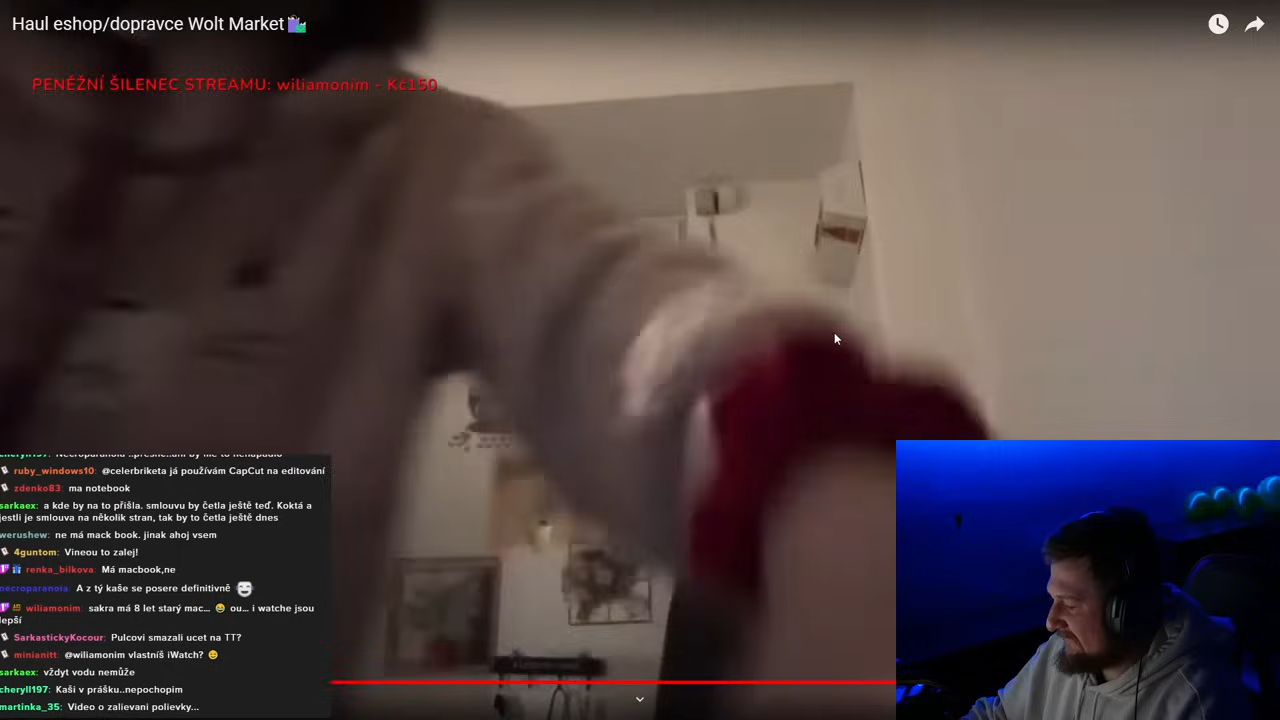 Haul eshop/dopravce Wolt Market
PENĚŽNÍ ŠILENEC STREAMU: wiliamonim - Kč150
ruby_windows10: @celerbriketa já používám CapCut na editování
zdenko83: ma notebook
sarkaex: a kde by na to přišla. smlouvu by četla ještě teď. Koktá a
jestli je smlouva na několik stran, tak by to četla ještě dnes
werushew: ne má mack book. jinak ahoj vsem
4guntom: Vineou to zalej!
renka_bilkova: Má macbook,ne
necroparanoia: A z tý kaše se posere definitivně
wiliamonim: sakra má 8 let starý mac... ou... i watche jsou
lepší
SarkastickyKocour: Pulcovi smazali ucet na TT?
minianitt: @wiliamonim vlastníš iWatch?
sarkaex: vždyt vodu nemůže
cheryll197: Kaši v prášku..nepochopim
martinka_35: Video o zalievani polievky...